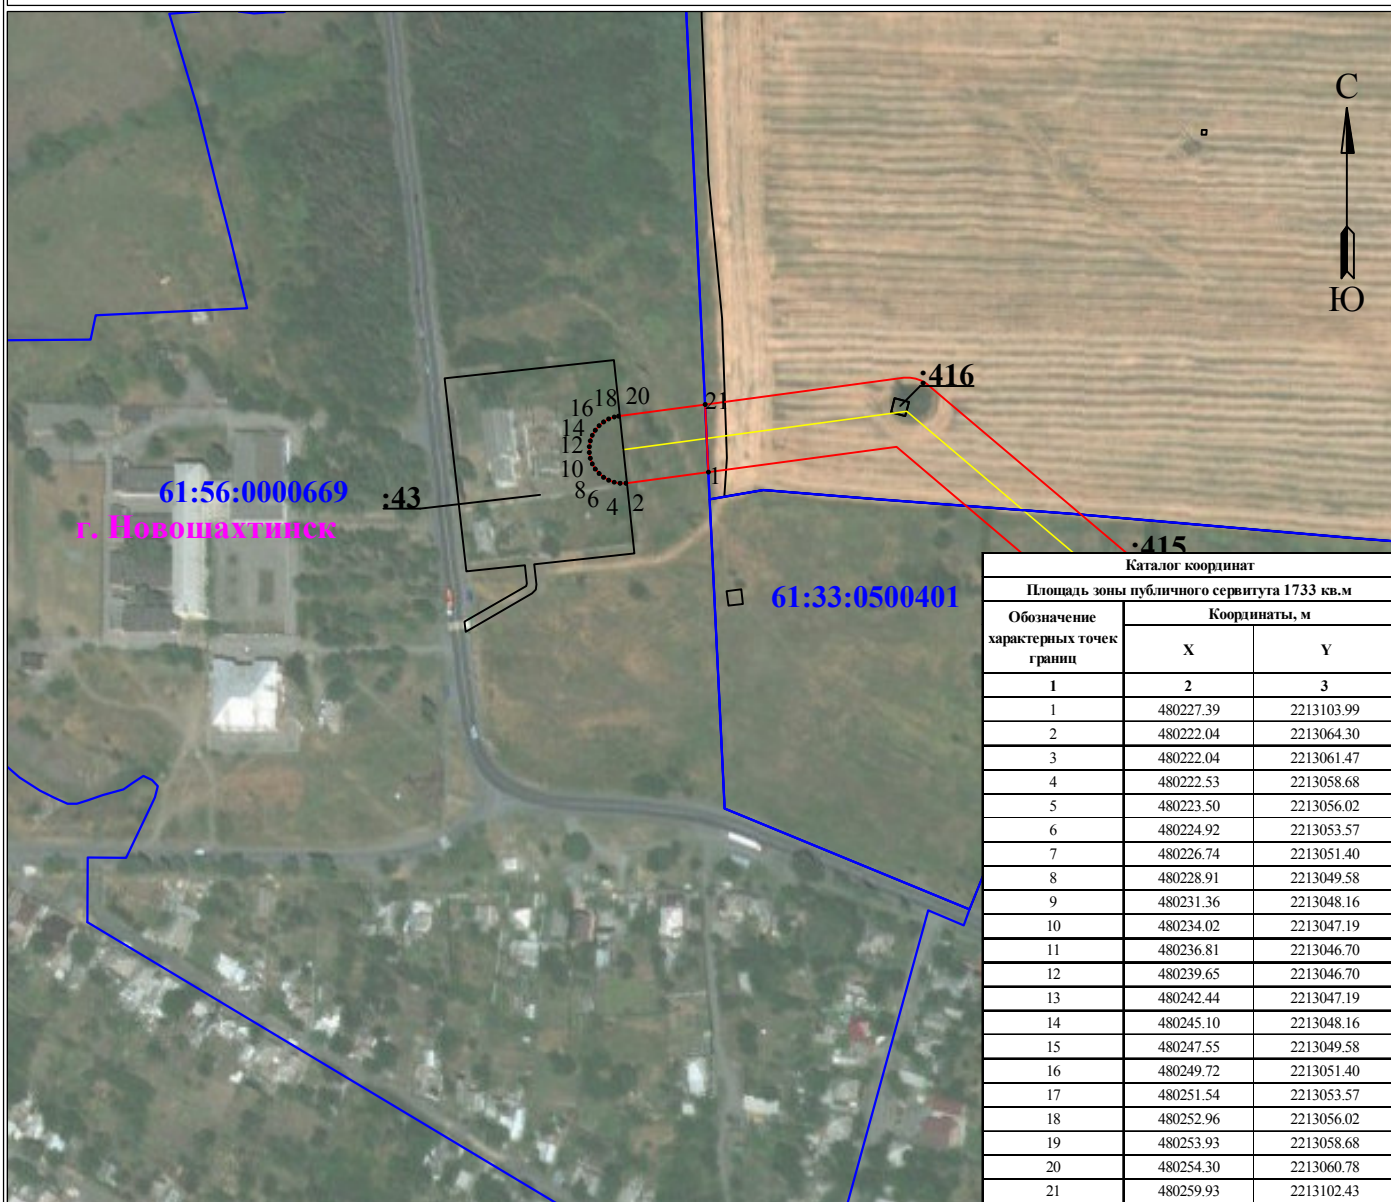 С
Ю
:416
21
20
18
16
14
12
10
8
6
4
2
1
61:56:0000669
:43
г. Новошахтинск
:415
61:33:0500401
Каталог координат
Площадь зоны публичного сервитута 1733 кв.м
Обозначение характерных точек границ
Координаты, м
X Y
1 2 3
1 480227.39 2213103.99
2 480222.04 2213064.30
3 480222.04 2213061.47
4 480222.53 2213058.68
5 480223.50 2213056.02
6 480224.92 2213053.57
7 480226.74 2213051.40
8 480228.91 2213049.58
9 480231.36 2213048.16
10 480234.02 2213047.19
11 480236.81 2213046.70
12 480239.65 2213046.70
13 480242.44 2213047.19
14 480245.10 2213048.16
15 480247.55 2213049.58
16 480249.72 2213051.40
17 480251.54 2213053.57
18 480252.96 2213056.02
19 480253.93 2213058.68
20 480254.30 2213060.78
21 480259.93 2213102.43